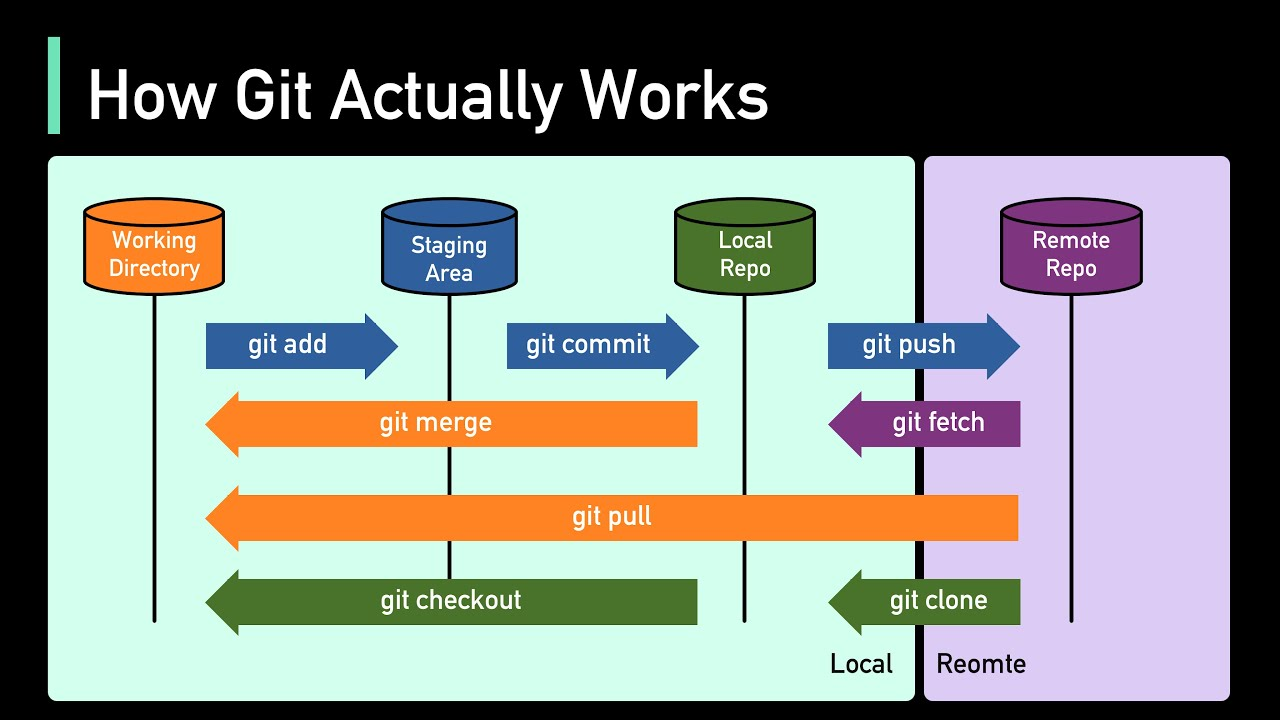 How Git Actually Works
Working
Directory
Staging
Area
Local
Repo
Remote
Repo
git add
git commit
git push
git merge
git fetch
git pull
git checkout
git clone
Local
Reomte